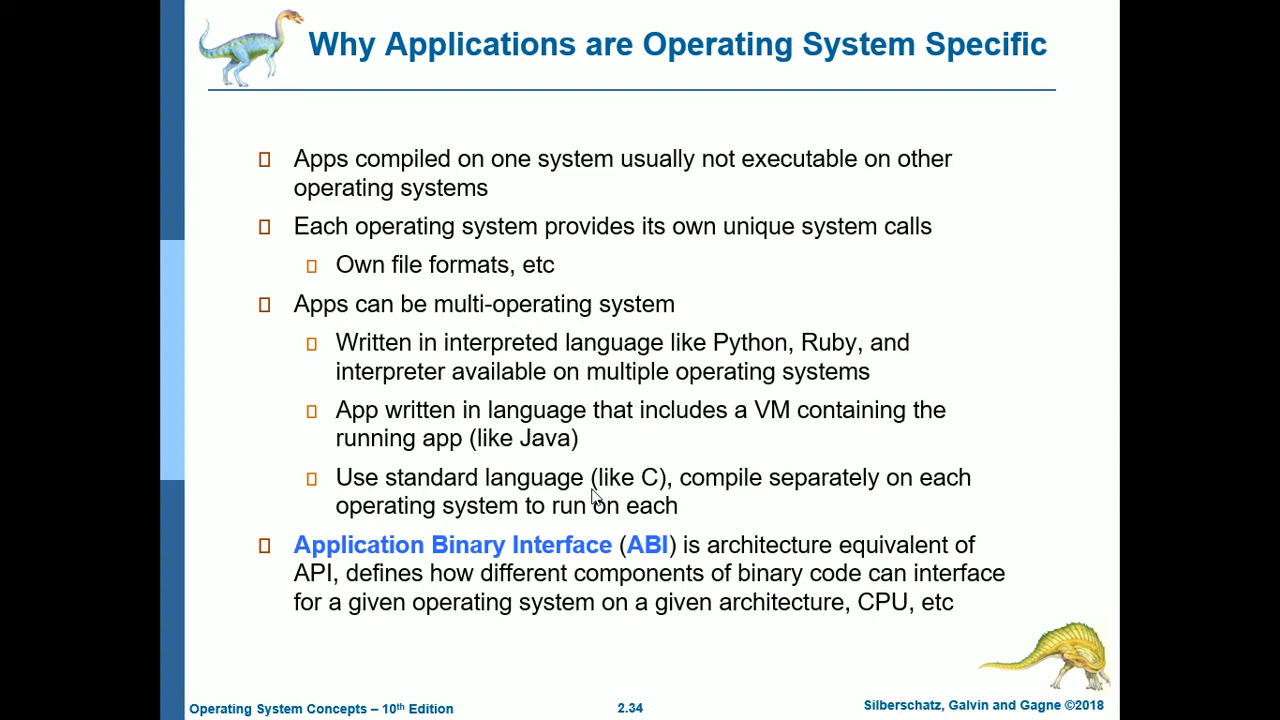 Why Applications are Operating System Specific
Apps compiled on one system usually not executable on other
operating systems
Each operating system provides its own unique system calls
Own file formats, etc
Apps can be multi-operating system
Written in interpreted language like Python, Ruby, and
interpreter available on multiple operating systems
App written in language that includes a VM containing the
running app (like Java)
Use standard language (like C), compile separately on each
operating system to run on each
Application Binary Interface (ABI) is architecture equivalent of
API, defines how different components of binary code can interface
for a given operating system on a given architecture, CPU, etc
Operating System Concepts – 10th Edition
2.34
Silberschatz, Galvin and Gagne ©2018